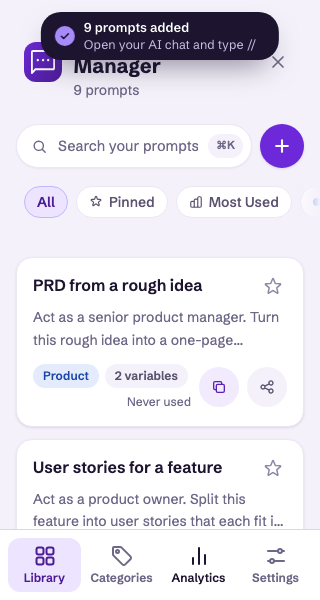 9 prompts added
Open your AI chat and type //
Manager
9 prompts
Search your prompts ⌘K
All Pinned Most Used
PRD from a rough idea
Act as a senior product manager. Turn
this rough idea into a one-page...
Product 2 variables
Never used
User stories for a feature
Act as a product owner. Split this
feature into user stories that each fit i...
Library Categories Analytics Settings